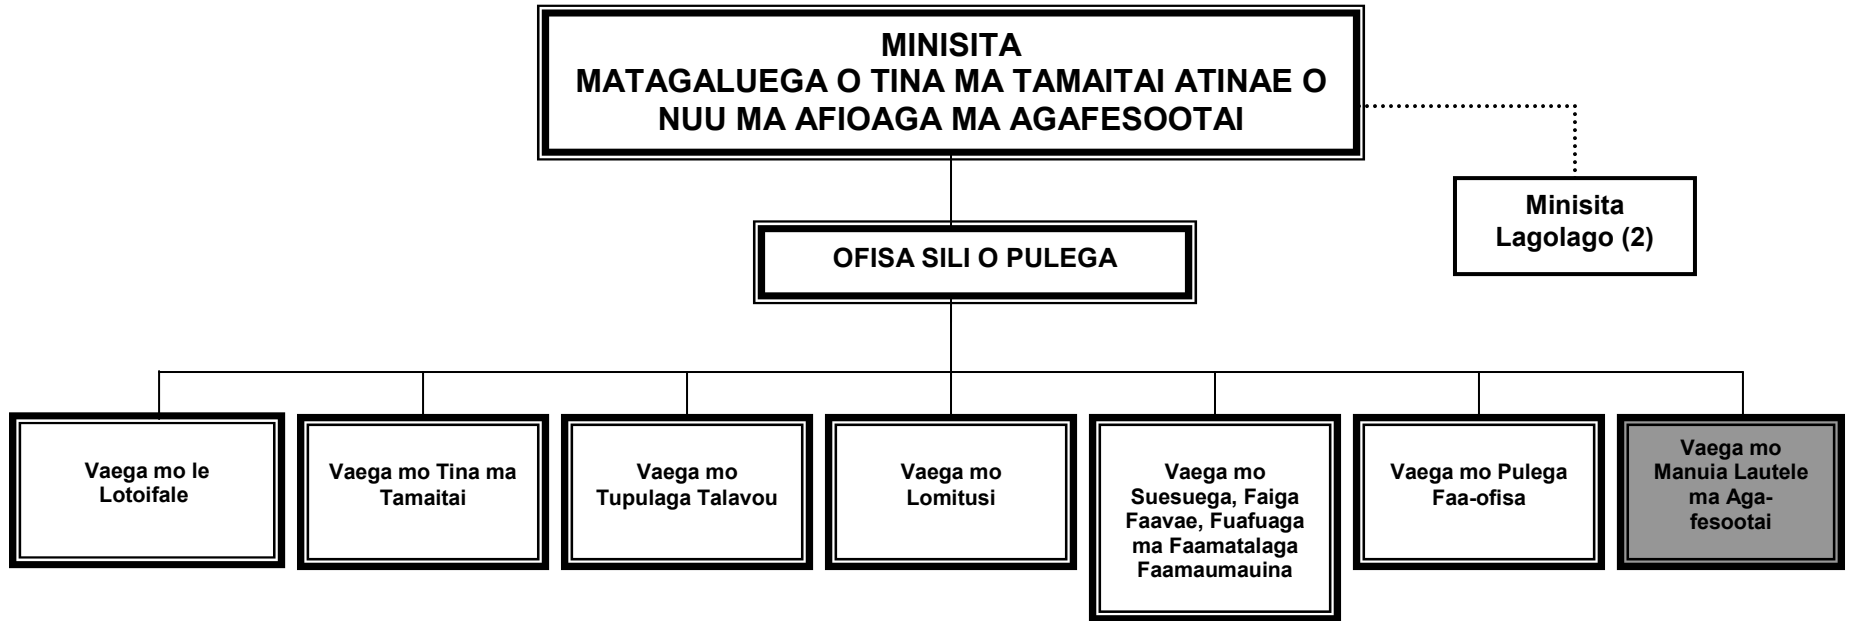 MINISITA
MATAGALUEGA O TINA MA TAMAITAI ATINAE O
NUU MA AFIOAGA MA AGAFESOOTAI
Minisita
Lagolago (2)
OFISA SILI O PULEGA
Vaega mo le
Lotoifale
Vaega mo Tina ma
Tamaitai
Vaega mo
Tupulaga Talavou
Vaega mo
Lomitusi
Vaega mo
Suesuega, Faiga
Faavae, Fuafuaga
ma Faamatalaga
Faamaumauina
Vaega mo Pulega
Faa-ofisa
Vaega mo
Manuia Lautele
ma Aga-
fesootai